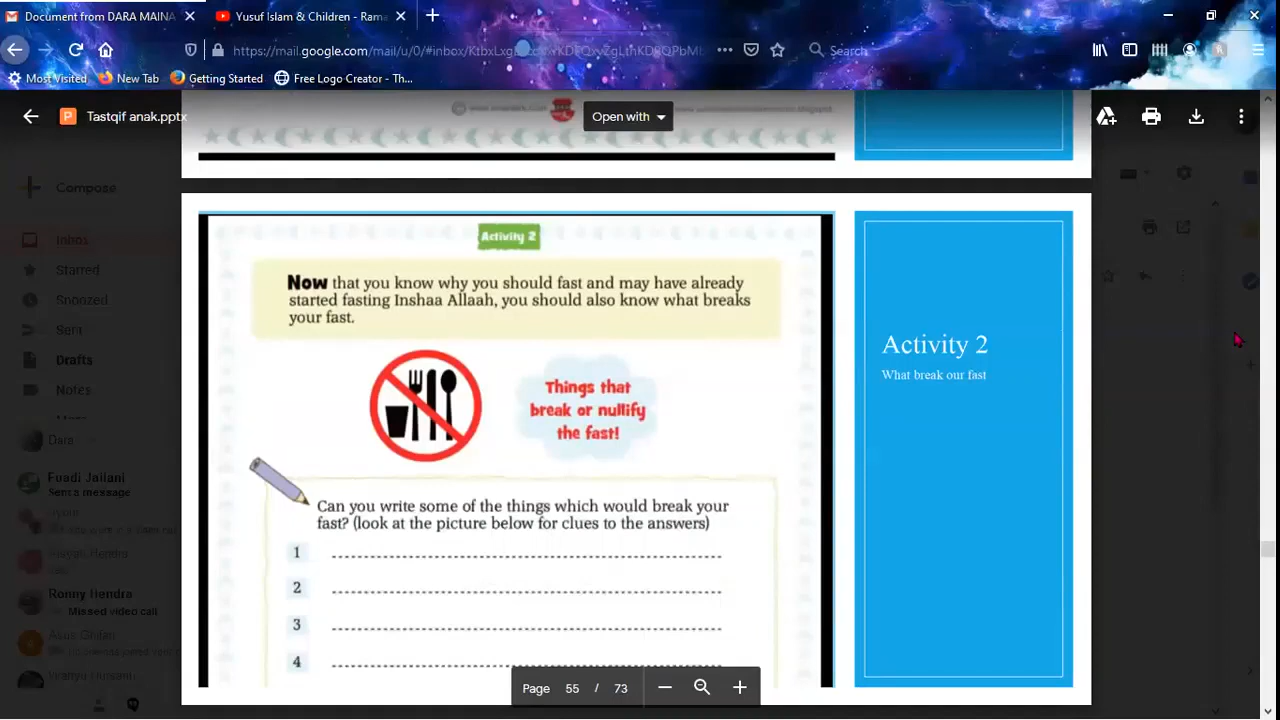 Document from DARA MAINA
Yusuf Islam & Children - Rama
https://mail.google.com/mail/u/0/#inbox/
Search
Most Visited
New Tab
Getting Started
Free Logo Creator - Th...
Tastqif anak.pptx
Open with
Compose
Inbox
Starred
Snoozed
Sent
Drafts
Notes
More
Dara
Fuadi Jailani
Sent a message
Ronny Hendra
Missed video call
Activity 2
Now that you know why you should fast and may have already
started fasting Inshaa Allaah, you should also know what breaks
your fast.
Things that
break or nullify
the fast!
Can you write some of the things which would break your
fast? (look at the picture below for clues to the answers)
1
2
3
4
Activity 2
What break our fast
Page 55 / 73